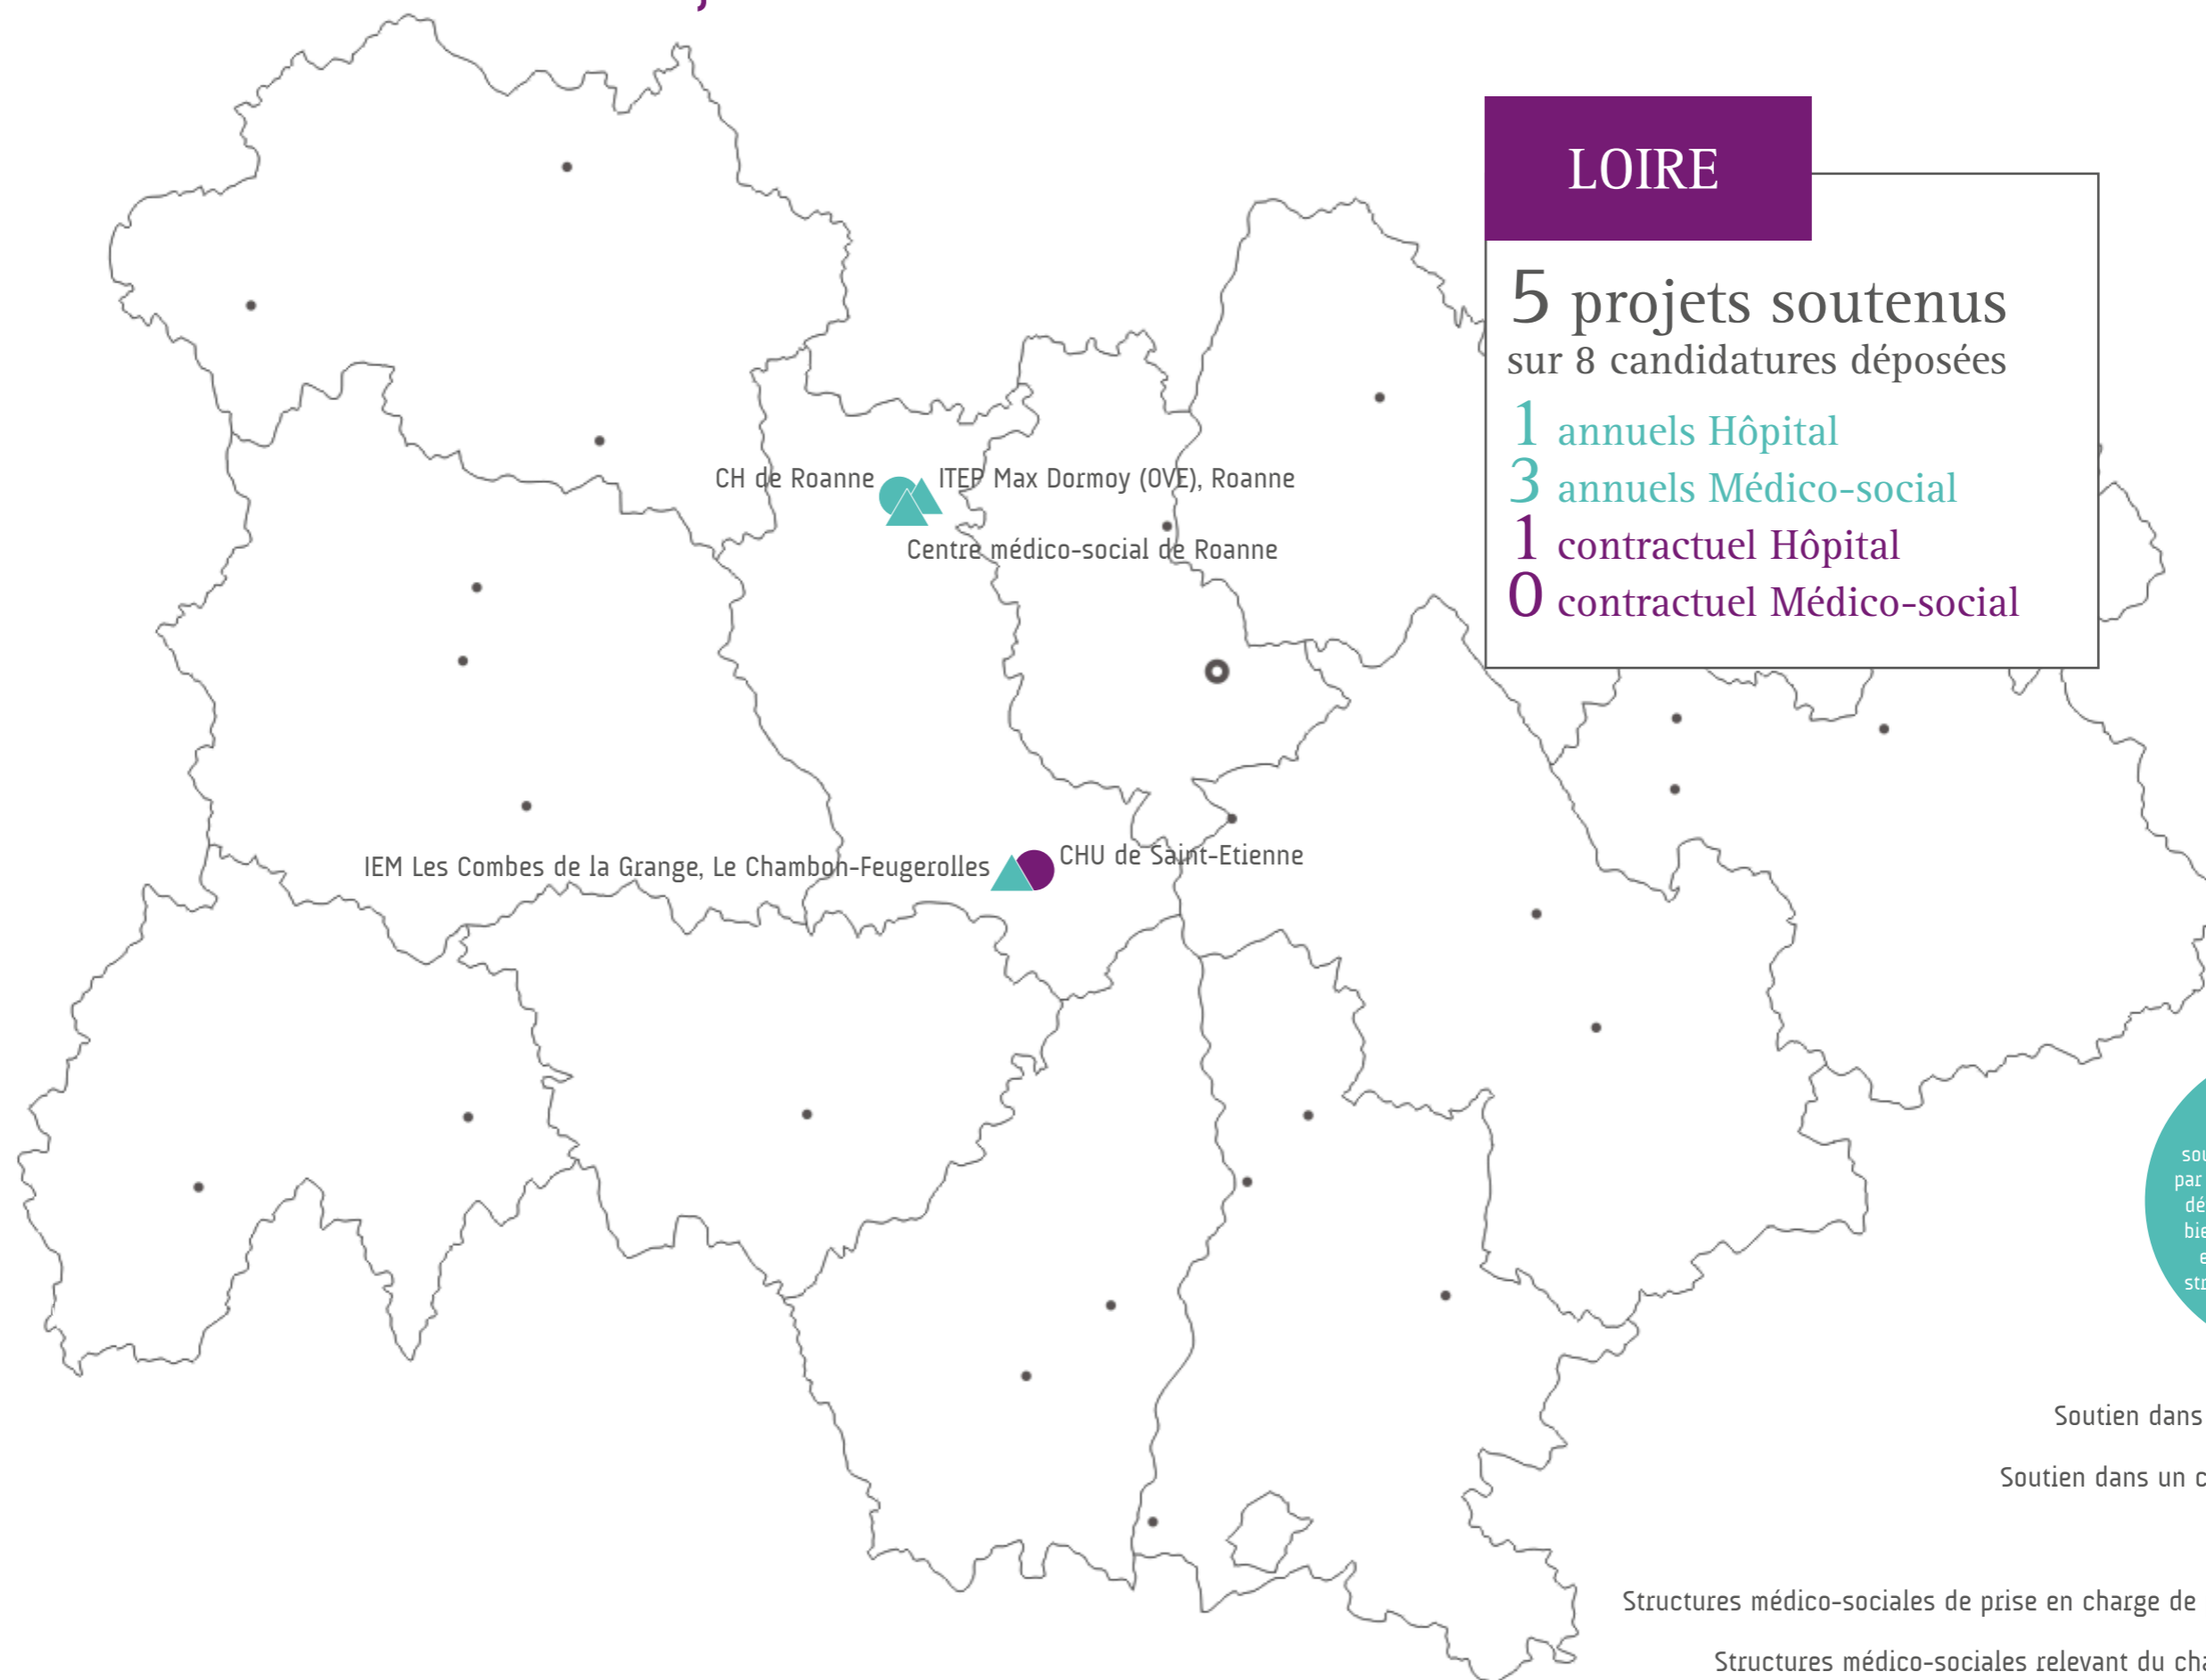 LOIRE
5 projets soutenus
sur 8 candidatures déposées
1 annuels Hôpital
3 annuels Médico-social
1 contractuel Hôpital
0 contractuel Médico-social
CH de Roanne
ITEP Max Dormoy (OVE), Roanne
Centre médico-social de Roanne
IEM Les Combes de la Grange, Le Chambon-Feugerolles
CHU de Saint-Etienne
par
Soutien dans
Soutien dans un
Structures médico-sociales de prise en charge de
Structures médico-sociales relevant du